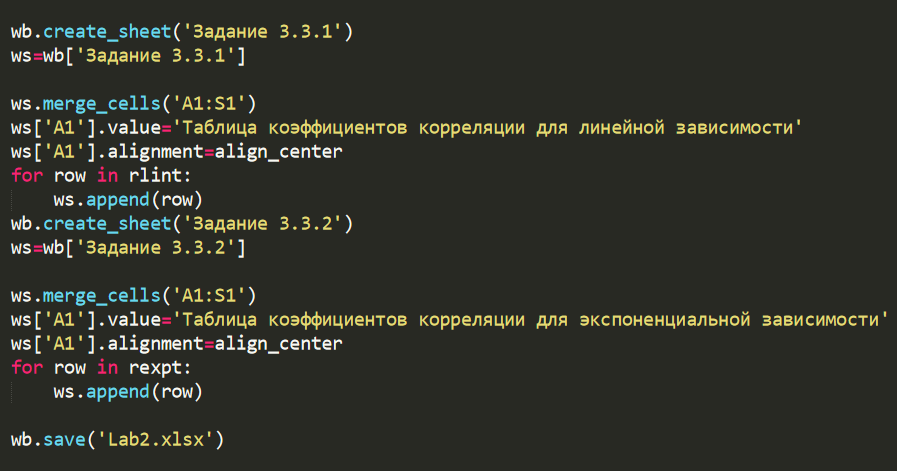 wb.create_sheet('Задание 3.3.1')
ws=wb['Задание 3.3.1']
ws.merge_cells('A1:S1')
ws['A1'].value='Таблица коэффициентов корреляции для линейной зависимости'
ws['A1'].alignment=align_center
for row in rlint:
    ws.append(row)
wb.create_sheet('Задание 3.3.2')
ws=wb['Задание 3.3.2']
ws.merge_cells('A1:S1')
ws['A1'].value='Таблица коэффициентов корреляции для экспоненциальной зависимости'
ws['A1'].alignment=align_center
for row in rexpt:
    ws.append(row)
wb.save('Lab2.xlsx')